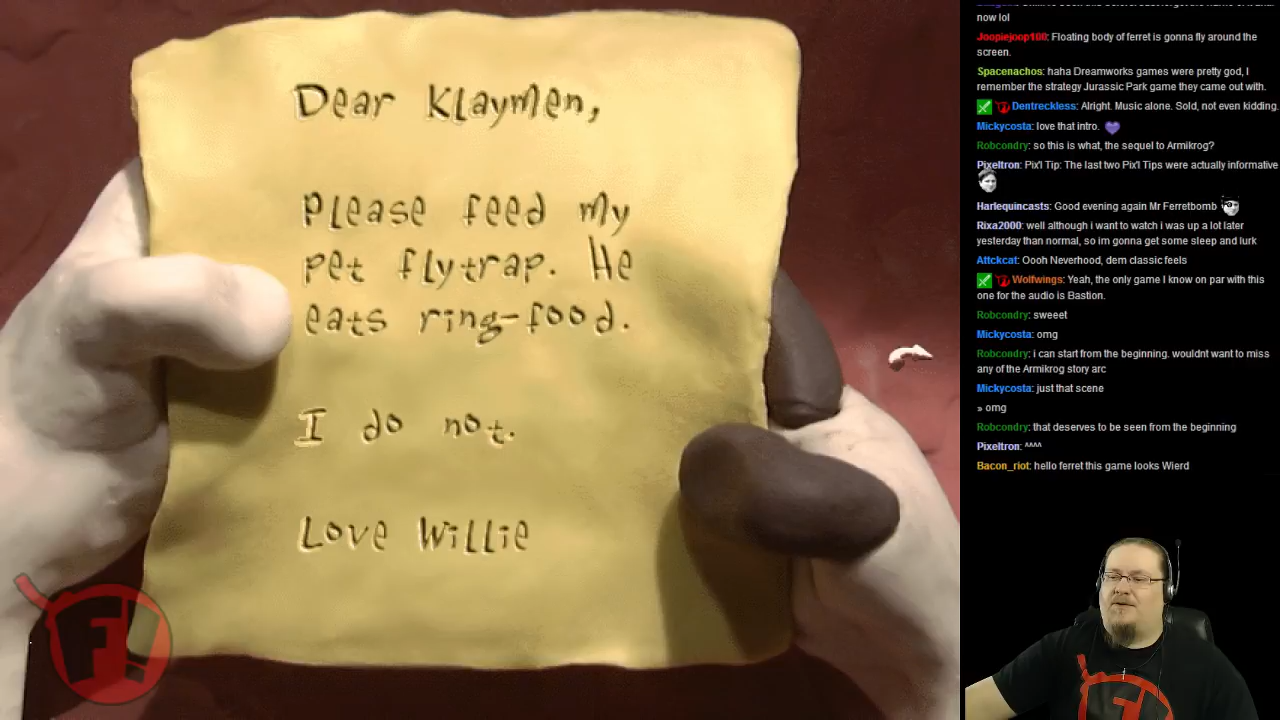 Dear Klaymen,
Please feed my
pet flytrap. He
eats ring-food.
I do not.
Love Willie
now lol
Joopiejoop100: Floating body of ferret is gonna fly around the
screen.
Spacenachos: haha Dreamworks games were pretty god, I
remember the strategy Jurassic Park game they came out with.
Dentreckless: Alright. Music alone. Sold, not even kidding.
Mickycosta: love that intro.
Robcondry: so this is what, the sequel to Armikrog?
Pixeltron: Pix'l Tip: The last two Pix'l Tips were actually informative
Harlequincasts: Good evening again Mr Ferretbomb
Rixa2000: well although i want to watch i was up a lot later
yesterday than normal, so im gonna get some sleep and lurk
Attckcat: Oooh Neverhood, dem classic feels
Wolfwings: Yeah, the only game I know on par with this
one for the audio is Bastion.
Robcondry: sweeet
Mickycosta: omg
Robcondry: i can start from the beginning. wouldnt want to miss
any of the Armikrog story arc
Mickycosta: just that scene
» omg
Robcondry: that deserves to be seen from the beginning
Pixeltron: ^^^^
Bacon_riot: hello ferret this game looks Wierd
F!